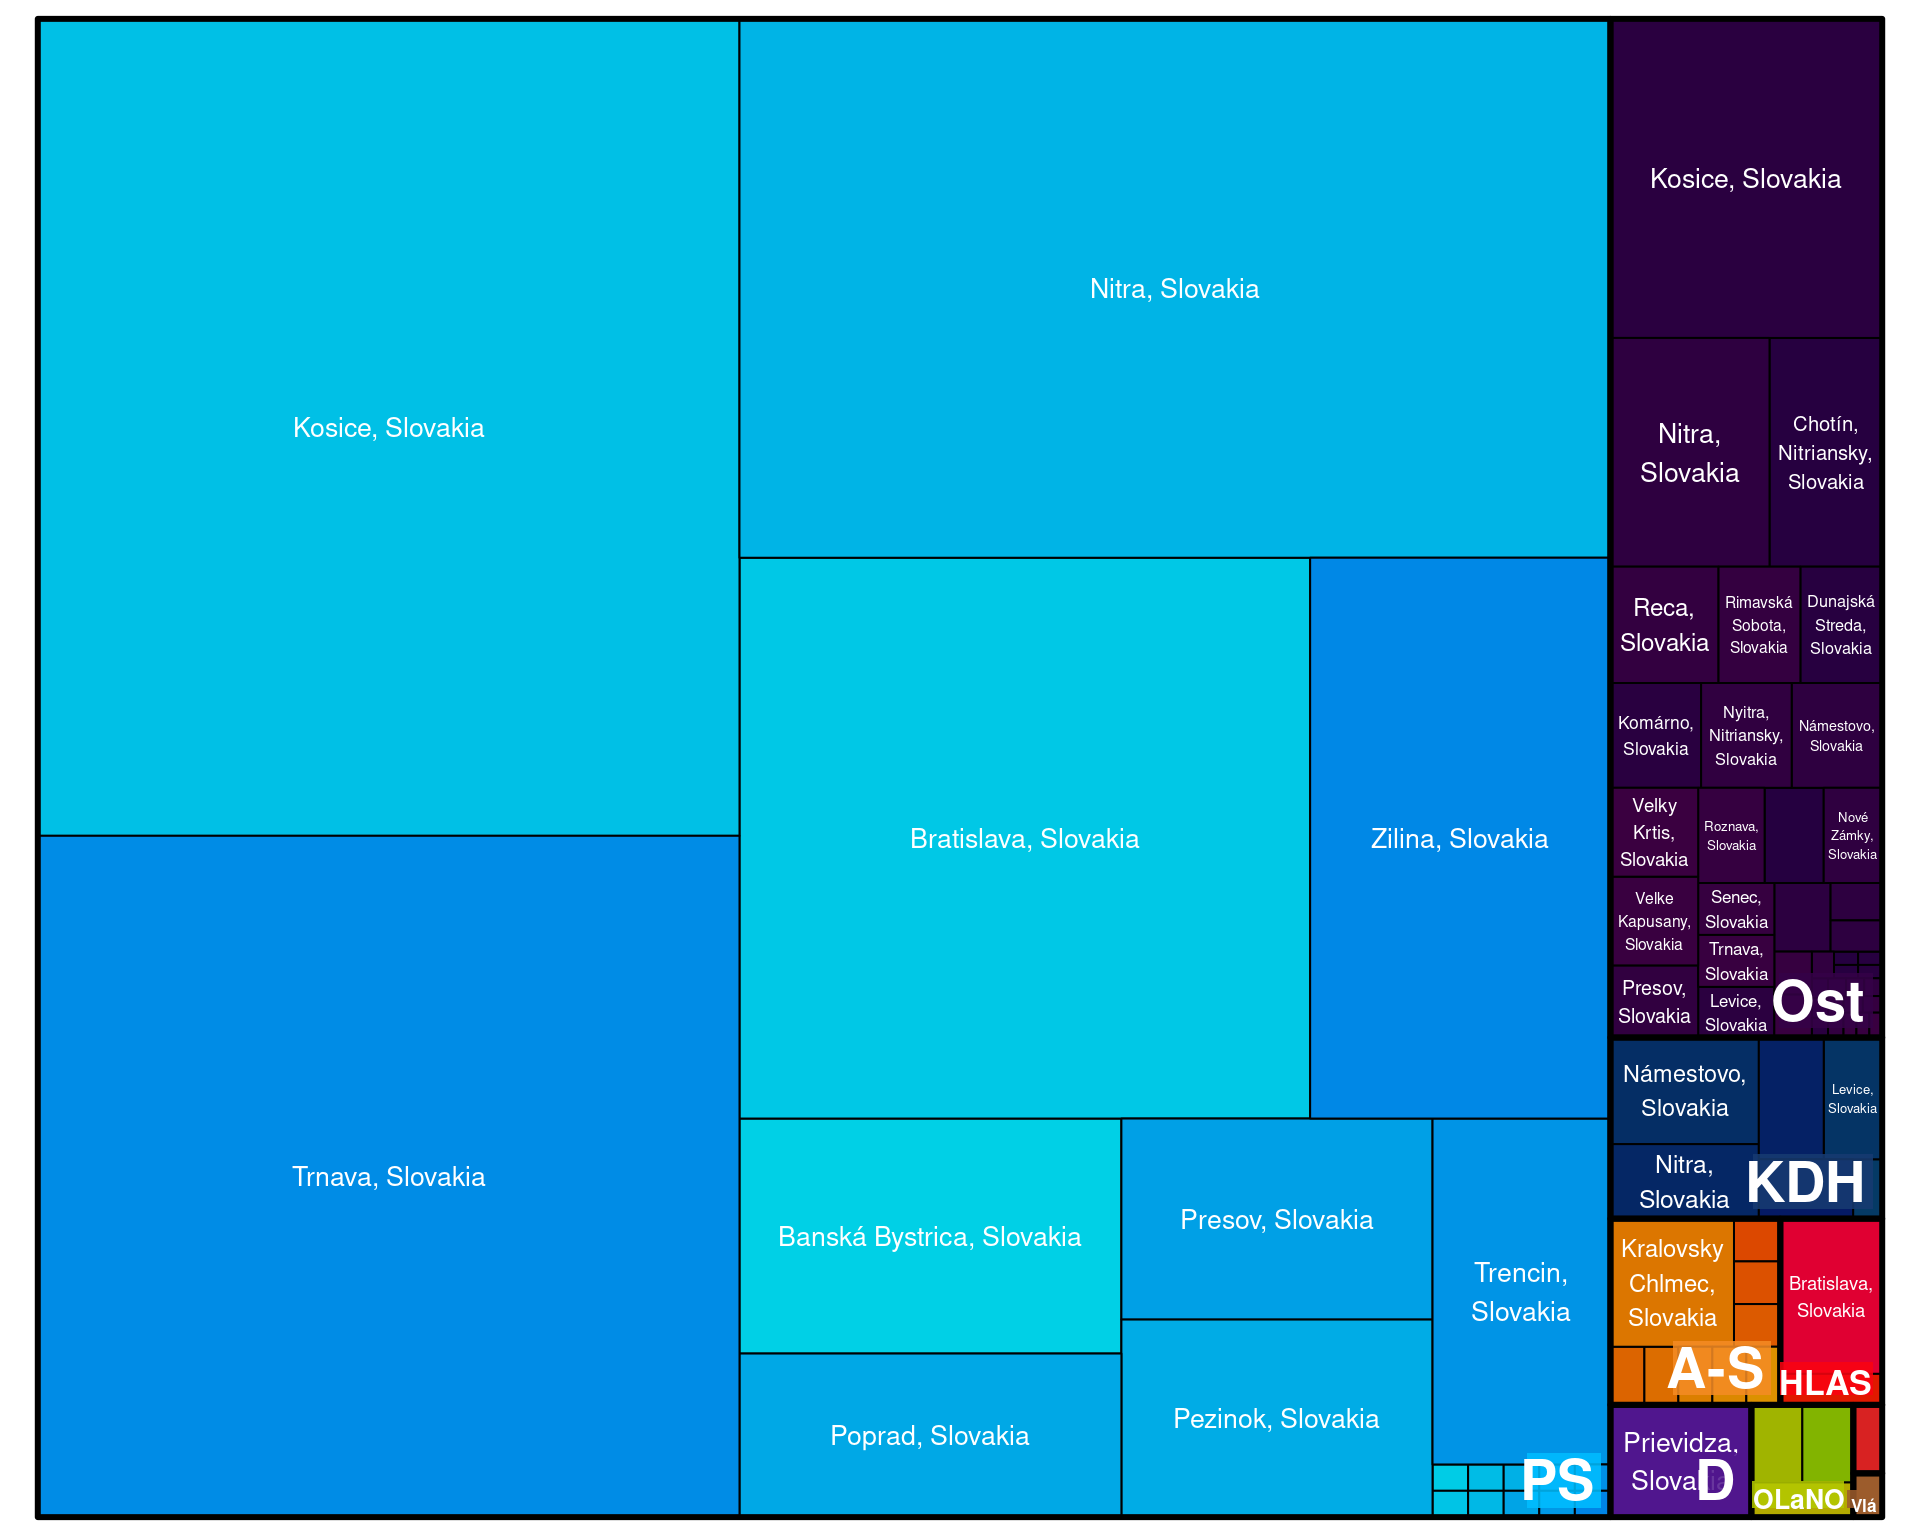 Kosice, Slovakia
Nitra, Slovakia
Trnava, Slovakia
Bratislava, Slovakia
Zilina, Slovakia
Banská Bystrica, Slovakia
Poprad, Slovakia
Presov, Slovakia
Pezinok, Slovakia
Trencin,
Slovakia
PS
Kosice, Slovakia
Nitra,
Slovakia
Chotín,
Nitriansky,
Slovakia
Reca,
Slovakia
Rimavská
Sobota,
Slovakia
Dunajská
Streda,
Slovakia
Komárno,
Slovakia
Nyitra,
Nitriansky,
Slovakia
Námestovo,
Slovakia
Velky
Krtis,
Slovakia
Roznava,
Slovakia
Nové
Zámky,
Slovakia
Velke
Kapusany,
Slovakia
Senec,
Slovakia
Trnava,
Slovakia
Presov,
Slovakia
Levice,
Slovakia
Ost
Námestovo,
Slovakia
Levice,
Slovakia
Nitra,
Slovakia
KDH
Kralovsky
Chlmec,
Slovakia
A-S
Bratislava,
Slovakia
HLAS
Prievidza,
Slovakia
D
OLaNO
Vlá